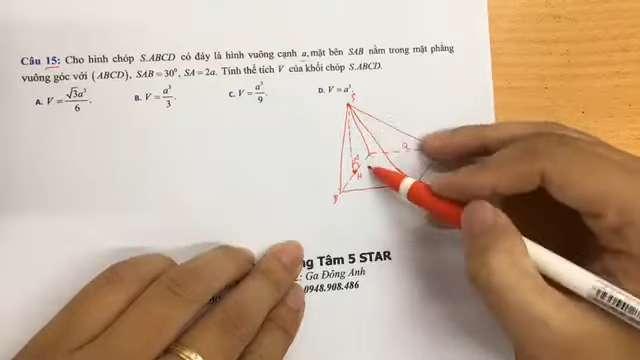 Câu 15: Cho hình chóp S.ABCD có đáy là hình vuông cạnh a, mặt bên SAB nằm trong mặt phẳng
vuông góc với (ABCD), SAB = 30°, SA = 2a. Tính thể tích V của khối chóp S.ABCD.
A. V = √3a³/6. B. V = a³/3. C. V = a³/9. D. V = a³.
S
a
H
B
g Tâm 5 STAR
: Ga Đông Anh
0948.908.486